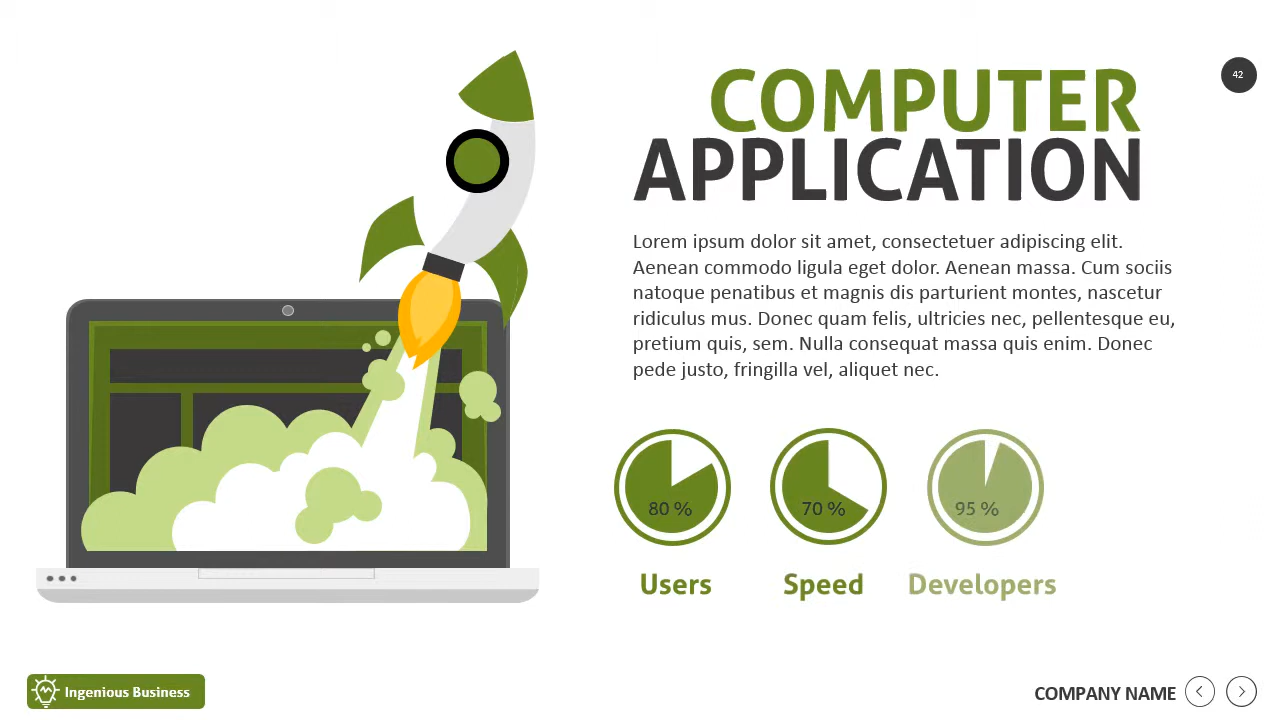 COMPUTER
APPLICATION
42
Lorem ipsum dolor sit amet, consectetuer adipiscing elit.
Aenean commodo ligula eget dolor. Aenean massa. Cum sociis
natoque penatibus et magnis dis parturient montes, nascetur
ridiculus mus. Donec quam felis, ultricies nec, pellentesque eu,
pretium quis, sem. Nulla consequat massa quis enim. Donec
pede justo, fringilla vel, aliquet nec.
80 %
70 %
95 %
Users
Speed
Developers
Ingenious Business
COMPANY NAME